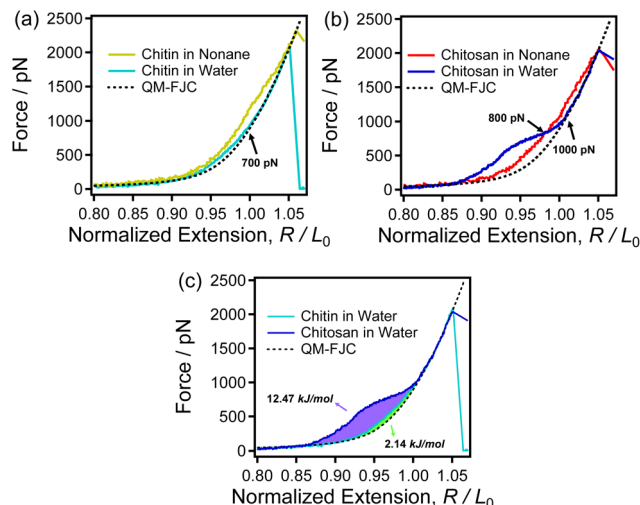 (a)
2500
2000
1500
1000
500
0
Force / pN
Chitin in Nonane
Chitin in Water
QM-FJC
700 pN
0.80 0.85 0.90 0.95 1.00 1.05
Normalized Extension, R / L0
(b)
2500
2000
1500
1000
500
0
Force / pN
Chitosan in Nonane
Chitosan in Water
QM-FJC
800 pN
1000 pN
0.80 0.85 0.90 0.95 1.00 1.05
Normalized Extension, R / L0
(c)
2500
2000
1500
1000
500
0
Force / pN
Chitin in Water
Chitosan in Water
QM-FJC
12.47 kJ/mol
2.14 kJ/mol
0.80 0.85 0.90 0.95 1.00 1.05
Normalized Extension, R / L0